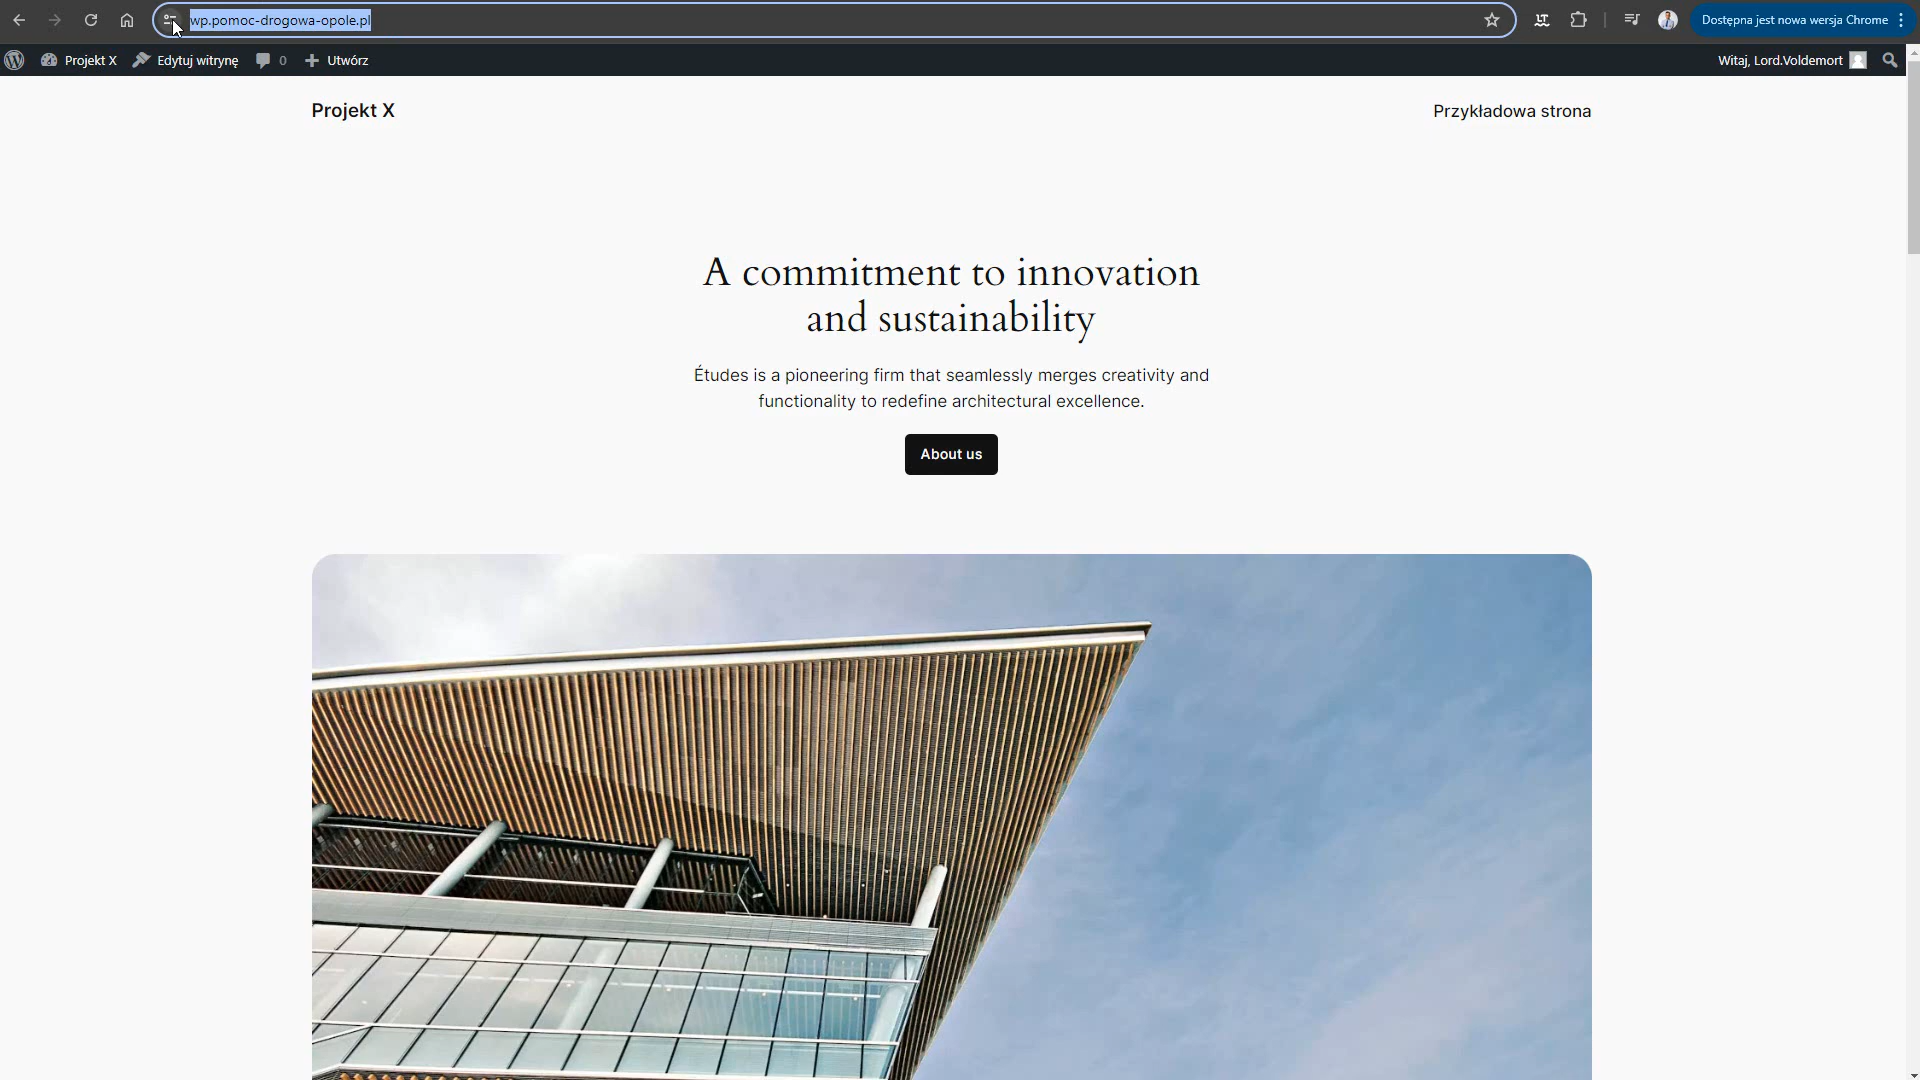 wp.pomoc-drogowa-opole.pl
Dostępna jest nowa wersja Chrome
Projekt X
Edytuj witrynę
0
Utwórz
Witaj, Lord.Voldemort
Projekt X
Przykładowa strona
A commitment to innovation
and sustainability
Études is a pioneering firm that seamlessly merges creativity and
functionality to redefine architectural excellence.
About us